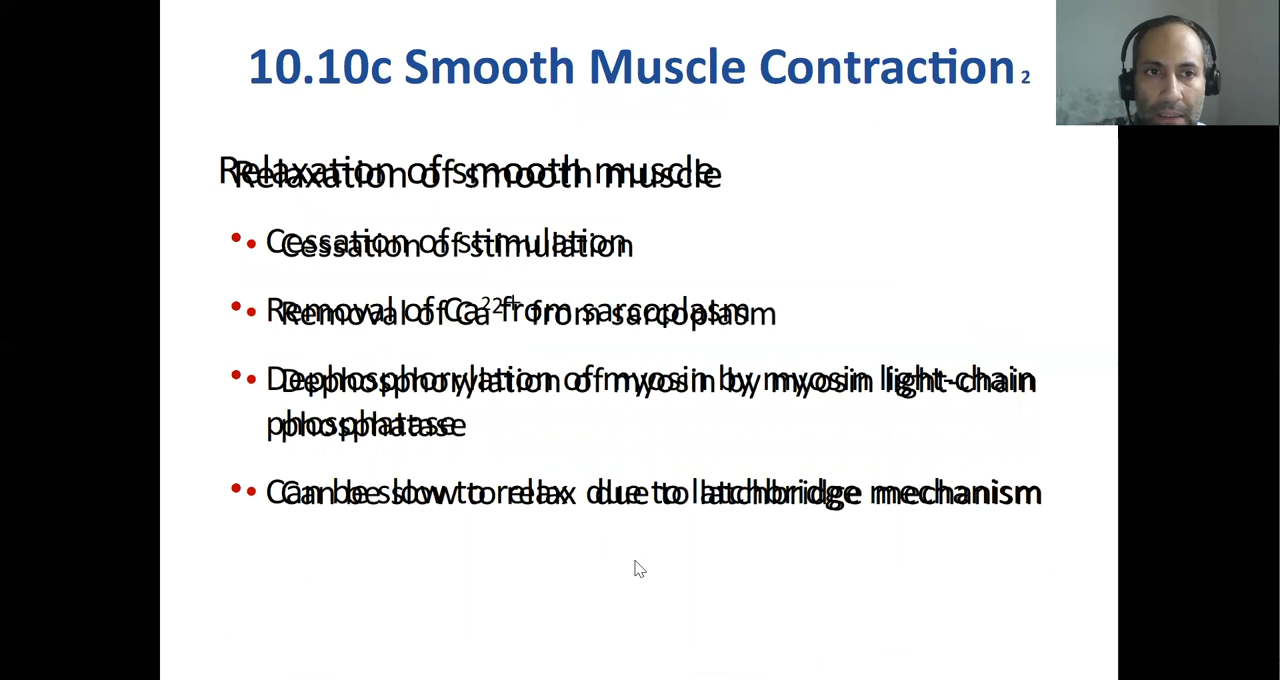 10.10c Smooth Muscle Contraction 2
Relaxation of smooth muscle
• Cessation of stimulation
• Removal of Ca²⁺ from sarcoplasm
• Dephosphorylation of myosin by myosin light-chain
phosphatase
• Can be slow to relax due to latchbridge mechanism